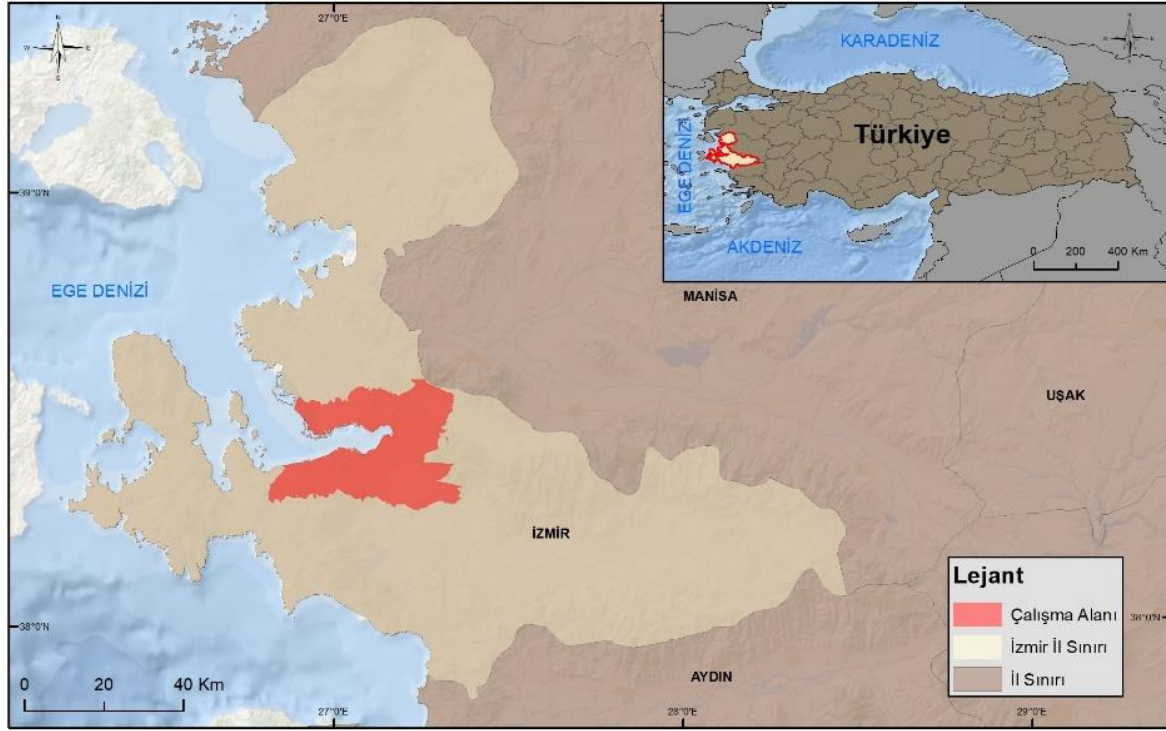 27°0'E
N
W
E
S
N
W
E
S
KARADENİZ
Türkiye
EGE DENİZİ
AKDENİZ
0 200 400 Km
39°0'N
EGE DENİZİ
MANİSA
UŞAK
İZMİR
AYDIN
Lejant
Çalışma Alanı
İzmir İl Sınırı
İl Sınırı
38°0'N
38°0'N
0 20 40 Km
27°0'E
28°0'E
29°0'E